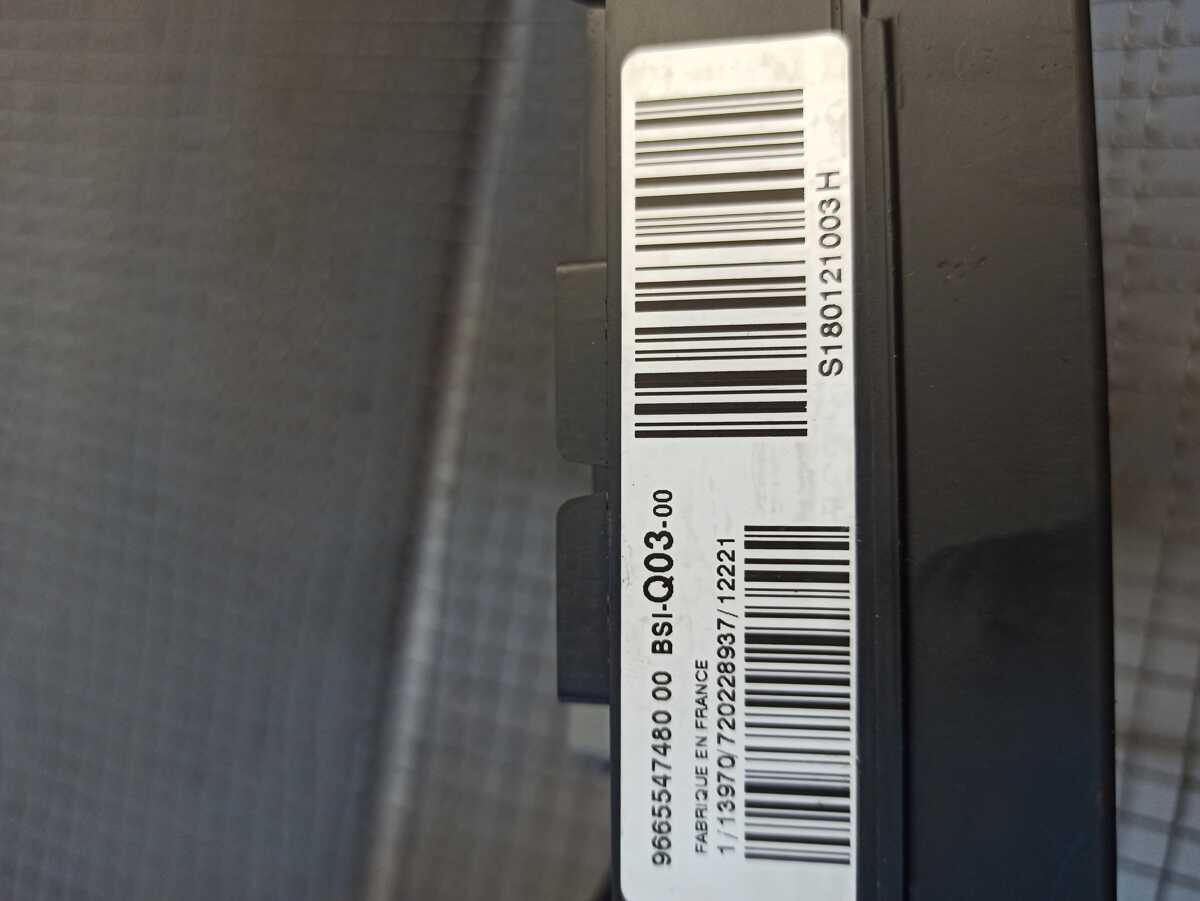 S180121003H
9665547480 00 BSI-Q03-00
FABRIQUE EN FRANCE
1/13970/720228937/12221